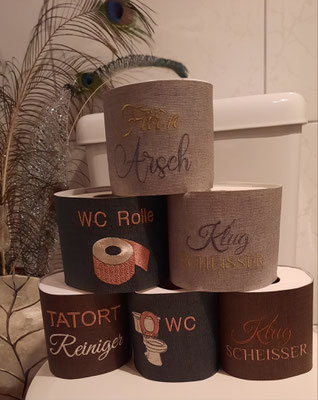 Arsch
WC Rolle
Klug
SCHEISSER
TATORT
Reiniger
WC
Klug
SCHEISSER